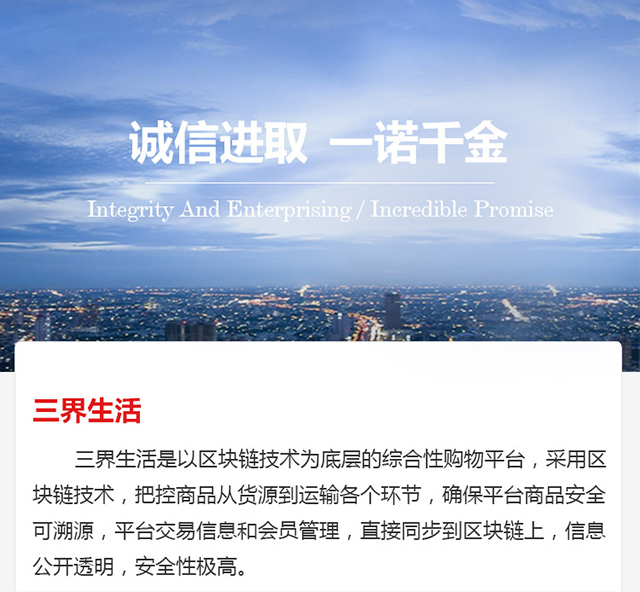 诚信进取 一诺千金
Integrity And Enterprising / Incredible Promise
三界生活
三界生活是以区块链技术为底层的综合性购物平台，采用区
块链技术，把控商品从货源到运输各个环节，确保平台商品安全
可溯源，平台交易信息和会员管理，直接同步到区块链上，信息
公开透明，安全性极高。